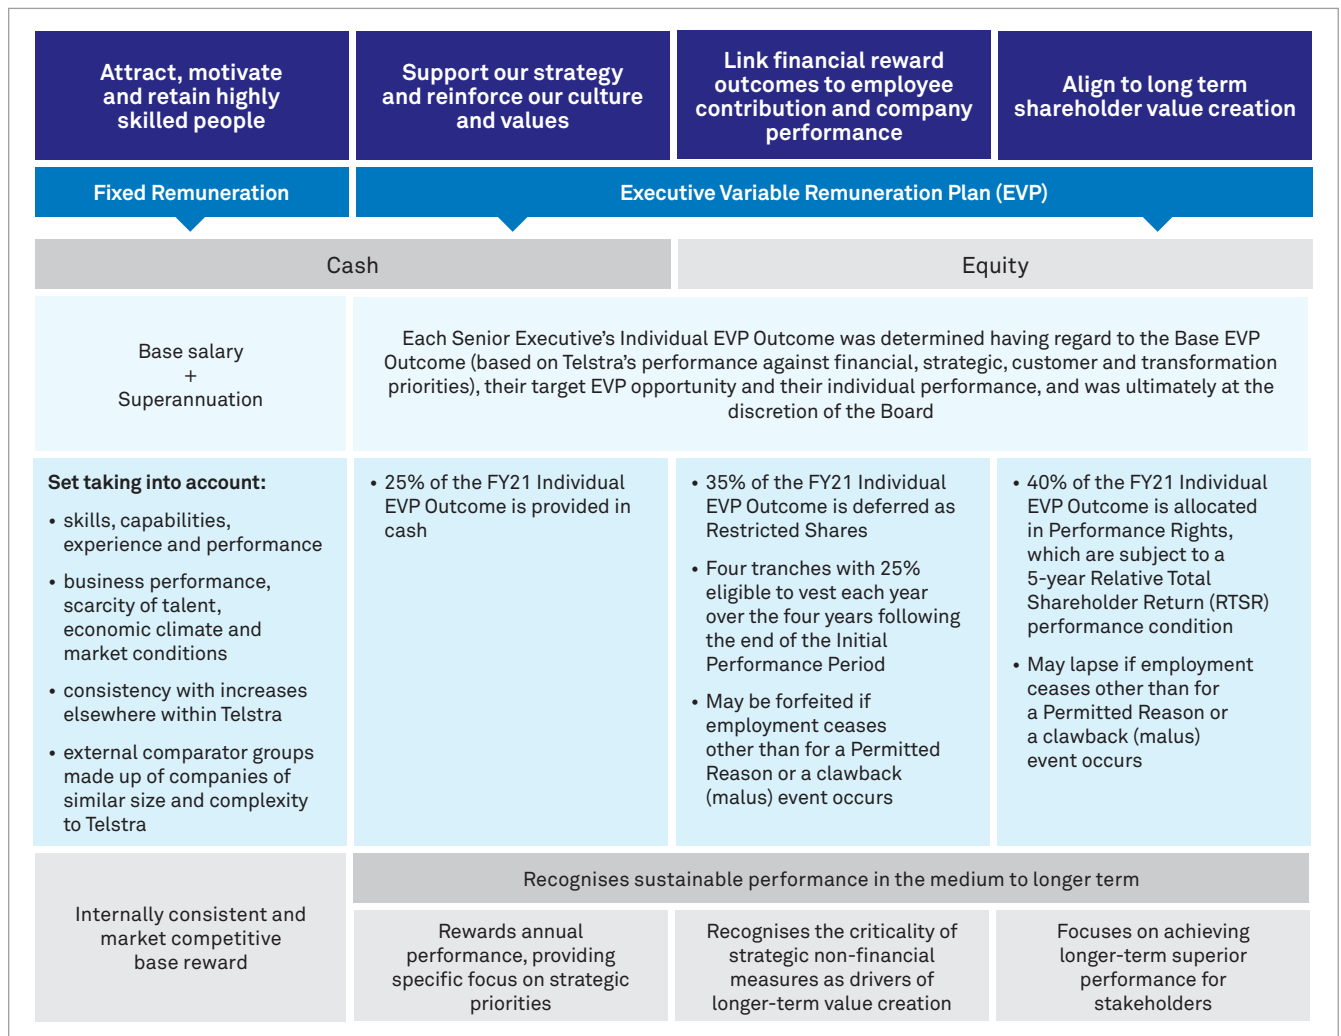 Attract, motivate
and retain highly
skilled people
Support our strategy
and reinforce our culture
and values
Link financial reward
outcomes to employee
contribution and company
performance
Align to long term
shareholder value creation
Fixed Remuneration
Executive Variable Remuneration Plan (EVP)
Cash
Equity
Base salary
+
Superannuation
Each Senior Executive’s Individual EVP Outcome was determined having regard to the Base EVP
Outcome (based on Telstra’s performance against financial, strategic, customer and transformation
priorities), their target EVP opportunity and their individual performance, and was ultimately at the
discretion of the Board
Set taking into account:
• skills, capabilities,
experience and performance
• business performance,
scarcity of talent,
economic climate and
market conditions
• consistency with increases
elsewhere within Telstra
• external comparator groups
made up of companies of
similar size and complexity
to Telstra
• 25% of the FY21 Individual
EVP Outcome is provided in
cash
• 35% of the FY21 Individual
EVP Outcome is deferred as
Restricted Shares
• Four tranches with 25%
eligible to vest each year
over the four years following
the end of the Initial
Performance Period
• May be forfeited if
employment ceases
other than for a Permitted
Reason or a clawback
(malus) event occurs
• 40% of the FY21 Individual
EVP Outcome is allocated
in Performance Rights,
which are subject to a
5-year Relative Total
Shareholder Return (RTSR)
performance condition
• May lapse if employment
ceases other than for
a Permitted Reason or
a clawback (malus)
event occurs
Internally consistent and
market competitive
base reward
Recognises sustainable performance in the medium to longer term
Rewards annual
performance, providing
specific focus on strategic
priorities
Recognises the criticality of
strategic non-financial
measures as drivers of
longer-term value creation
Focuses on achieving
longer-term superior
performance for
stakeholders